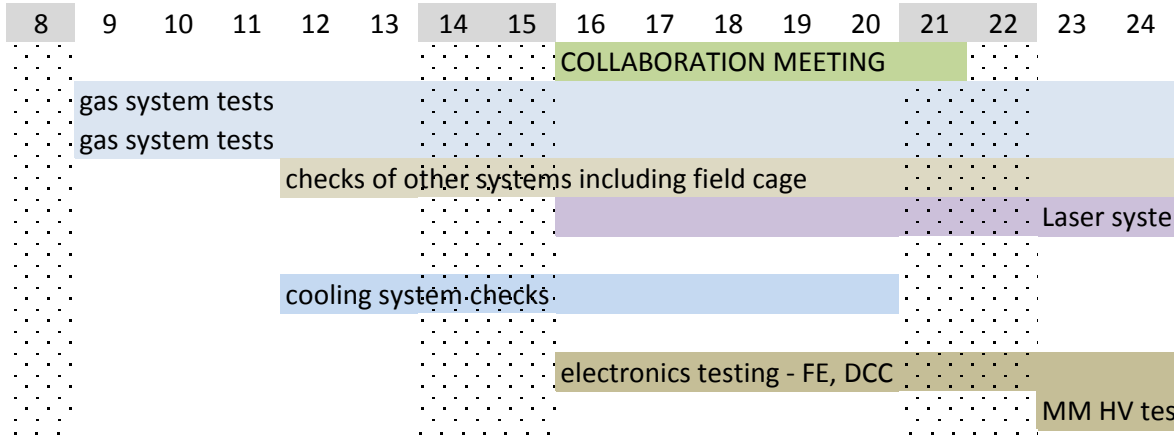 8 9 10 11 12 13 14 15 16 17 18 19 20 21 22 23 24
COLLABORATION MEETING
gas system tests
gas system tests
checks of other systems including field cage
Laser syste
cooling system checks
electronics testing - FE, DCC
MM HV tes